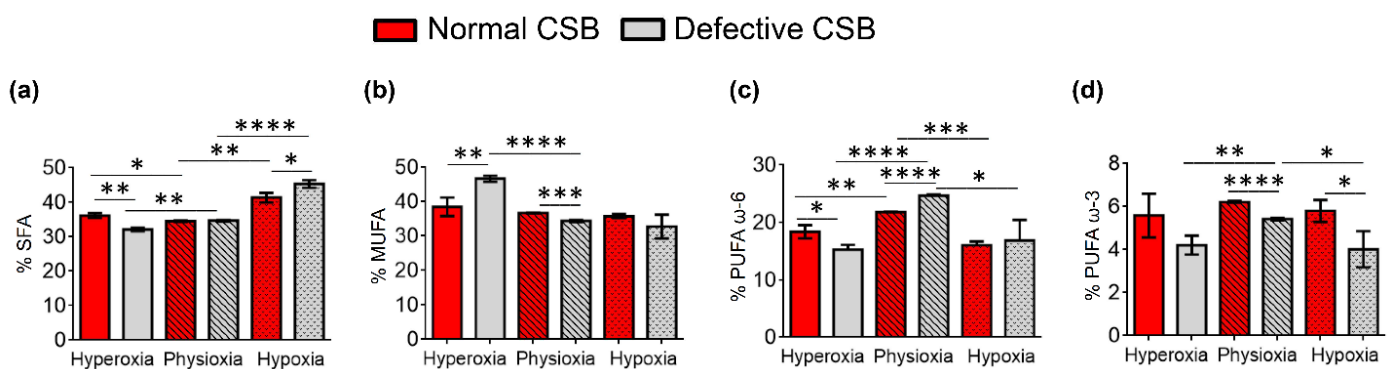 Normal CSB Defective CSB
(a) (b) (c) (d)
% SFA
50
40
30
20
10
0
* ** ** ** **** *
Hyperoxia Physioxia Hypoxia
% MUFA
50
40
30
20
10
0
** **** ***
Hyperoxia Physioxia Hypoxia
% PUFA ω-6
30
20
10
0
* ** **** **** *** *
Hyperoxia Physioxia Hypoxia
% PUFA ω-3
8
6
4
2
0
** **** * *
Hyperoxia Physioxia Hypoxia